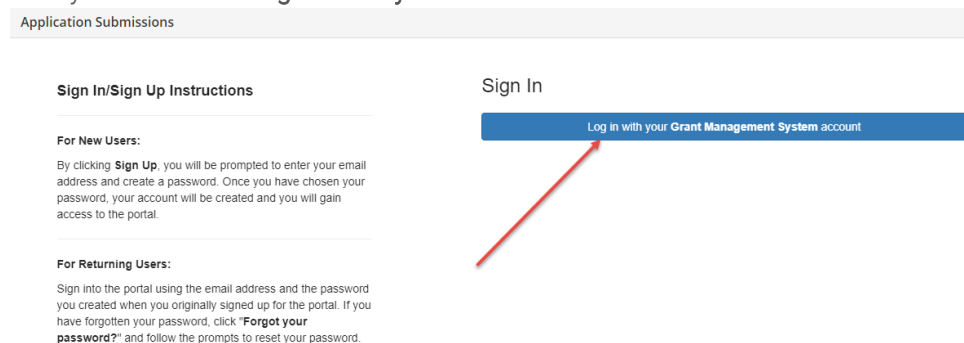 Application Submissions
Sign In/Sign Up Instructions
For New Users:
By clicking Sign Up, you will be prompted to enter your email
address and create a password. Once you have chosen your
password, your account will be created and you will gain
access to the portal.
For Returning Users:
Sign into the portal using the email address and the password
you created when you originally signed up for the portal. If you
have forgotten your password, click "Forgot your
password?" and follow the prompts to reset your password.
Sign In
Log in with your Grant Management System account